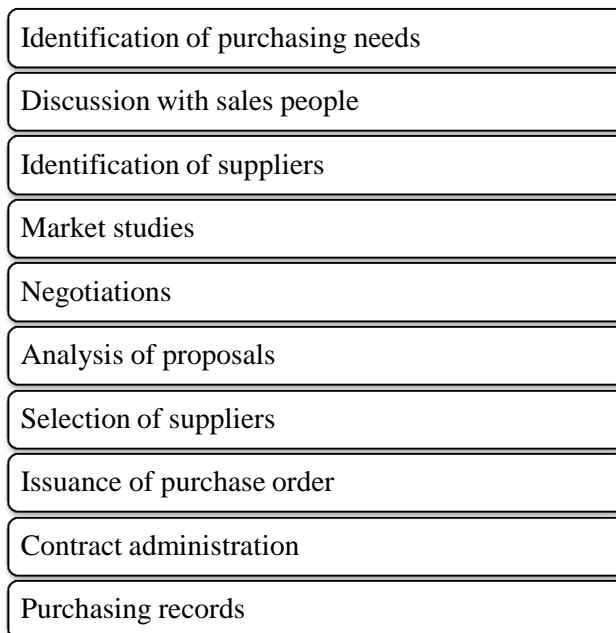 Identification of purchasing needs
Discussion with sales people
Identification of suppliers
Market studies
Negotiations
Analysis of proposals
Selection of suppliers
Issuance of purchase order
Contract administration
Purchasing records